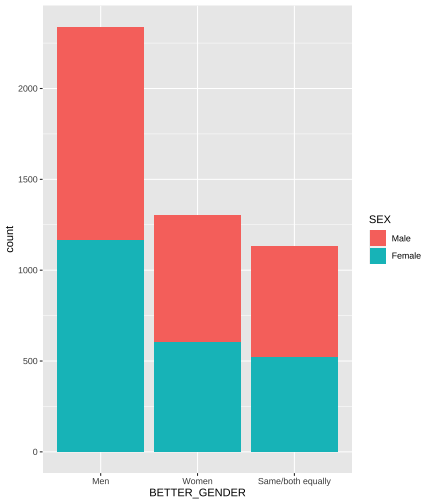 2000
1500
1000
500
0
count
Men
Women
Same/both equally
BETTER_GENDER
SEX
Male
Female